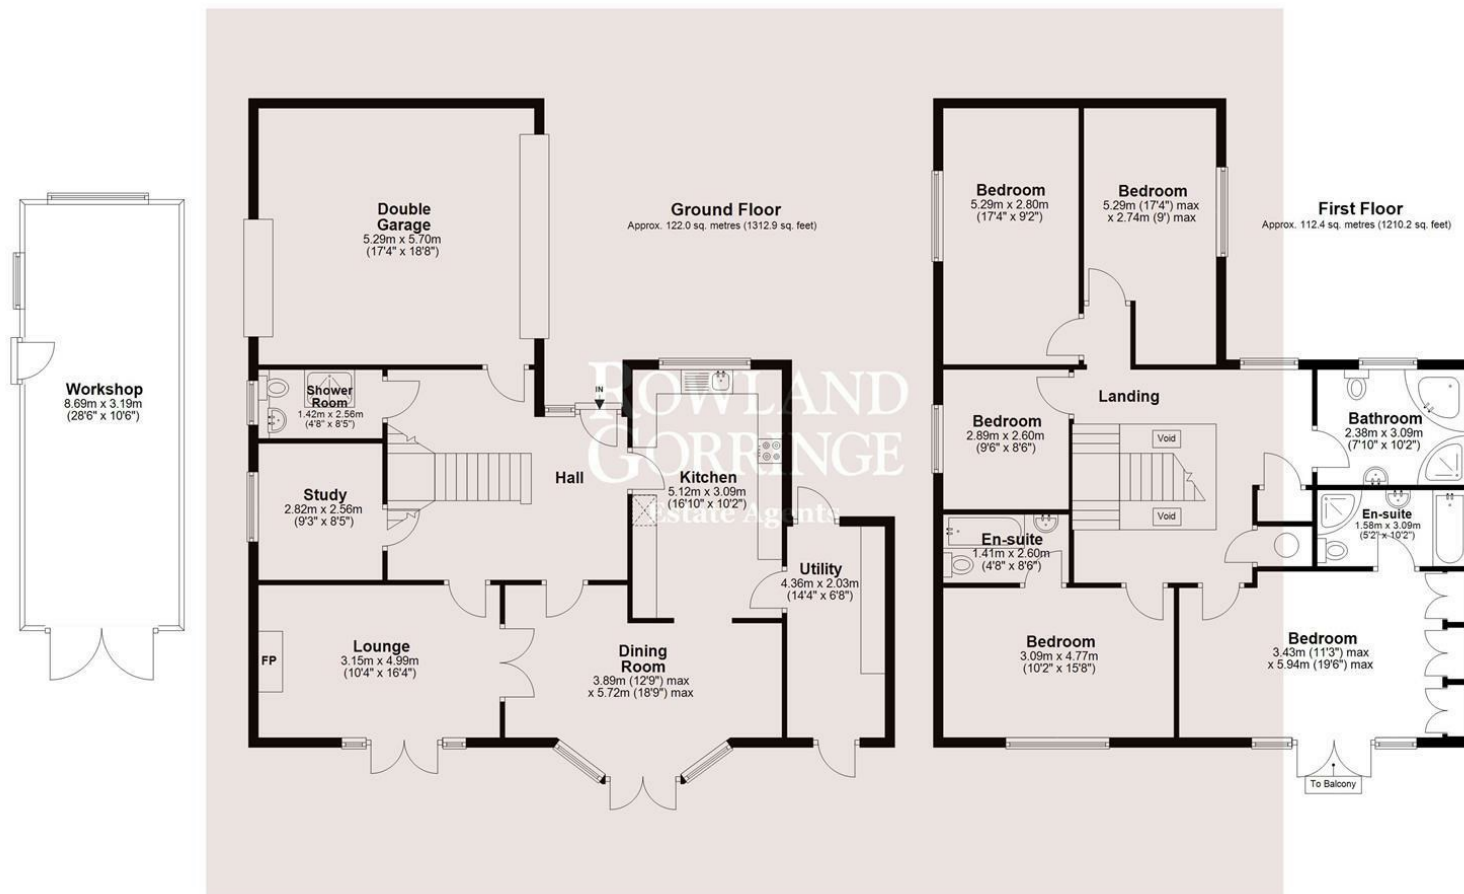 Ground Floor
Approx. 122.0 sq. metres (1312.9 sq. feet)
Workshop
8.69m x 3.19m
(28'6" x 10'6")
Double
Garage
5.29m x 5.70m
(17'4" x 18'8")
Shower
Room
1.42m x 2.56m
(4'8" x 8'5")
IN
Study
2.82m x 2.56m
(9'3" x 8'5")
Hall
Kitchen
5.12m x 3.09m
(16'10" x 10'2")
Utility
4.36m x 2.03m
(14'4" x 6'8")
FP
Lounge
3.15m x 4.99m
(10'4" x 16'4")
Dining
Room
3.89m (12'9") max
x 5.72m (18'9") max
ROWLAND
GORRINGE
Estate Agents
First Floor
Approx. 112.4 sq. metres (1210.2 sq. feet)
Bedroom
5.29m x 2.80m
(17'4" x 9'2")
Bedroom
5.29m (17'4") max
x 2.74m (9') max
Bedroom
2.89m x 2.60m
(9'6" x 8'6")
Landing
Void
Void
Bathroom
2.38m x 3.09m
(7'10" x 10'2")
En-suite
1.41m x 2.60m
(4'8" x 8'6")
En-suite
1.58m x 3.09m
(5'2" x 10'2")
Bedroom
3.09m x 4.77m
(10'2" x 15'8")
Bedroom
3.43m (11'3") max
x 5.94m (19'6") max
To Balcony